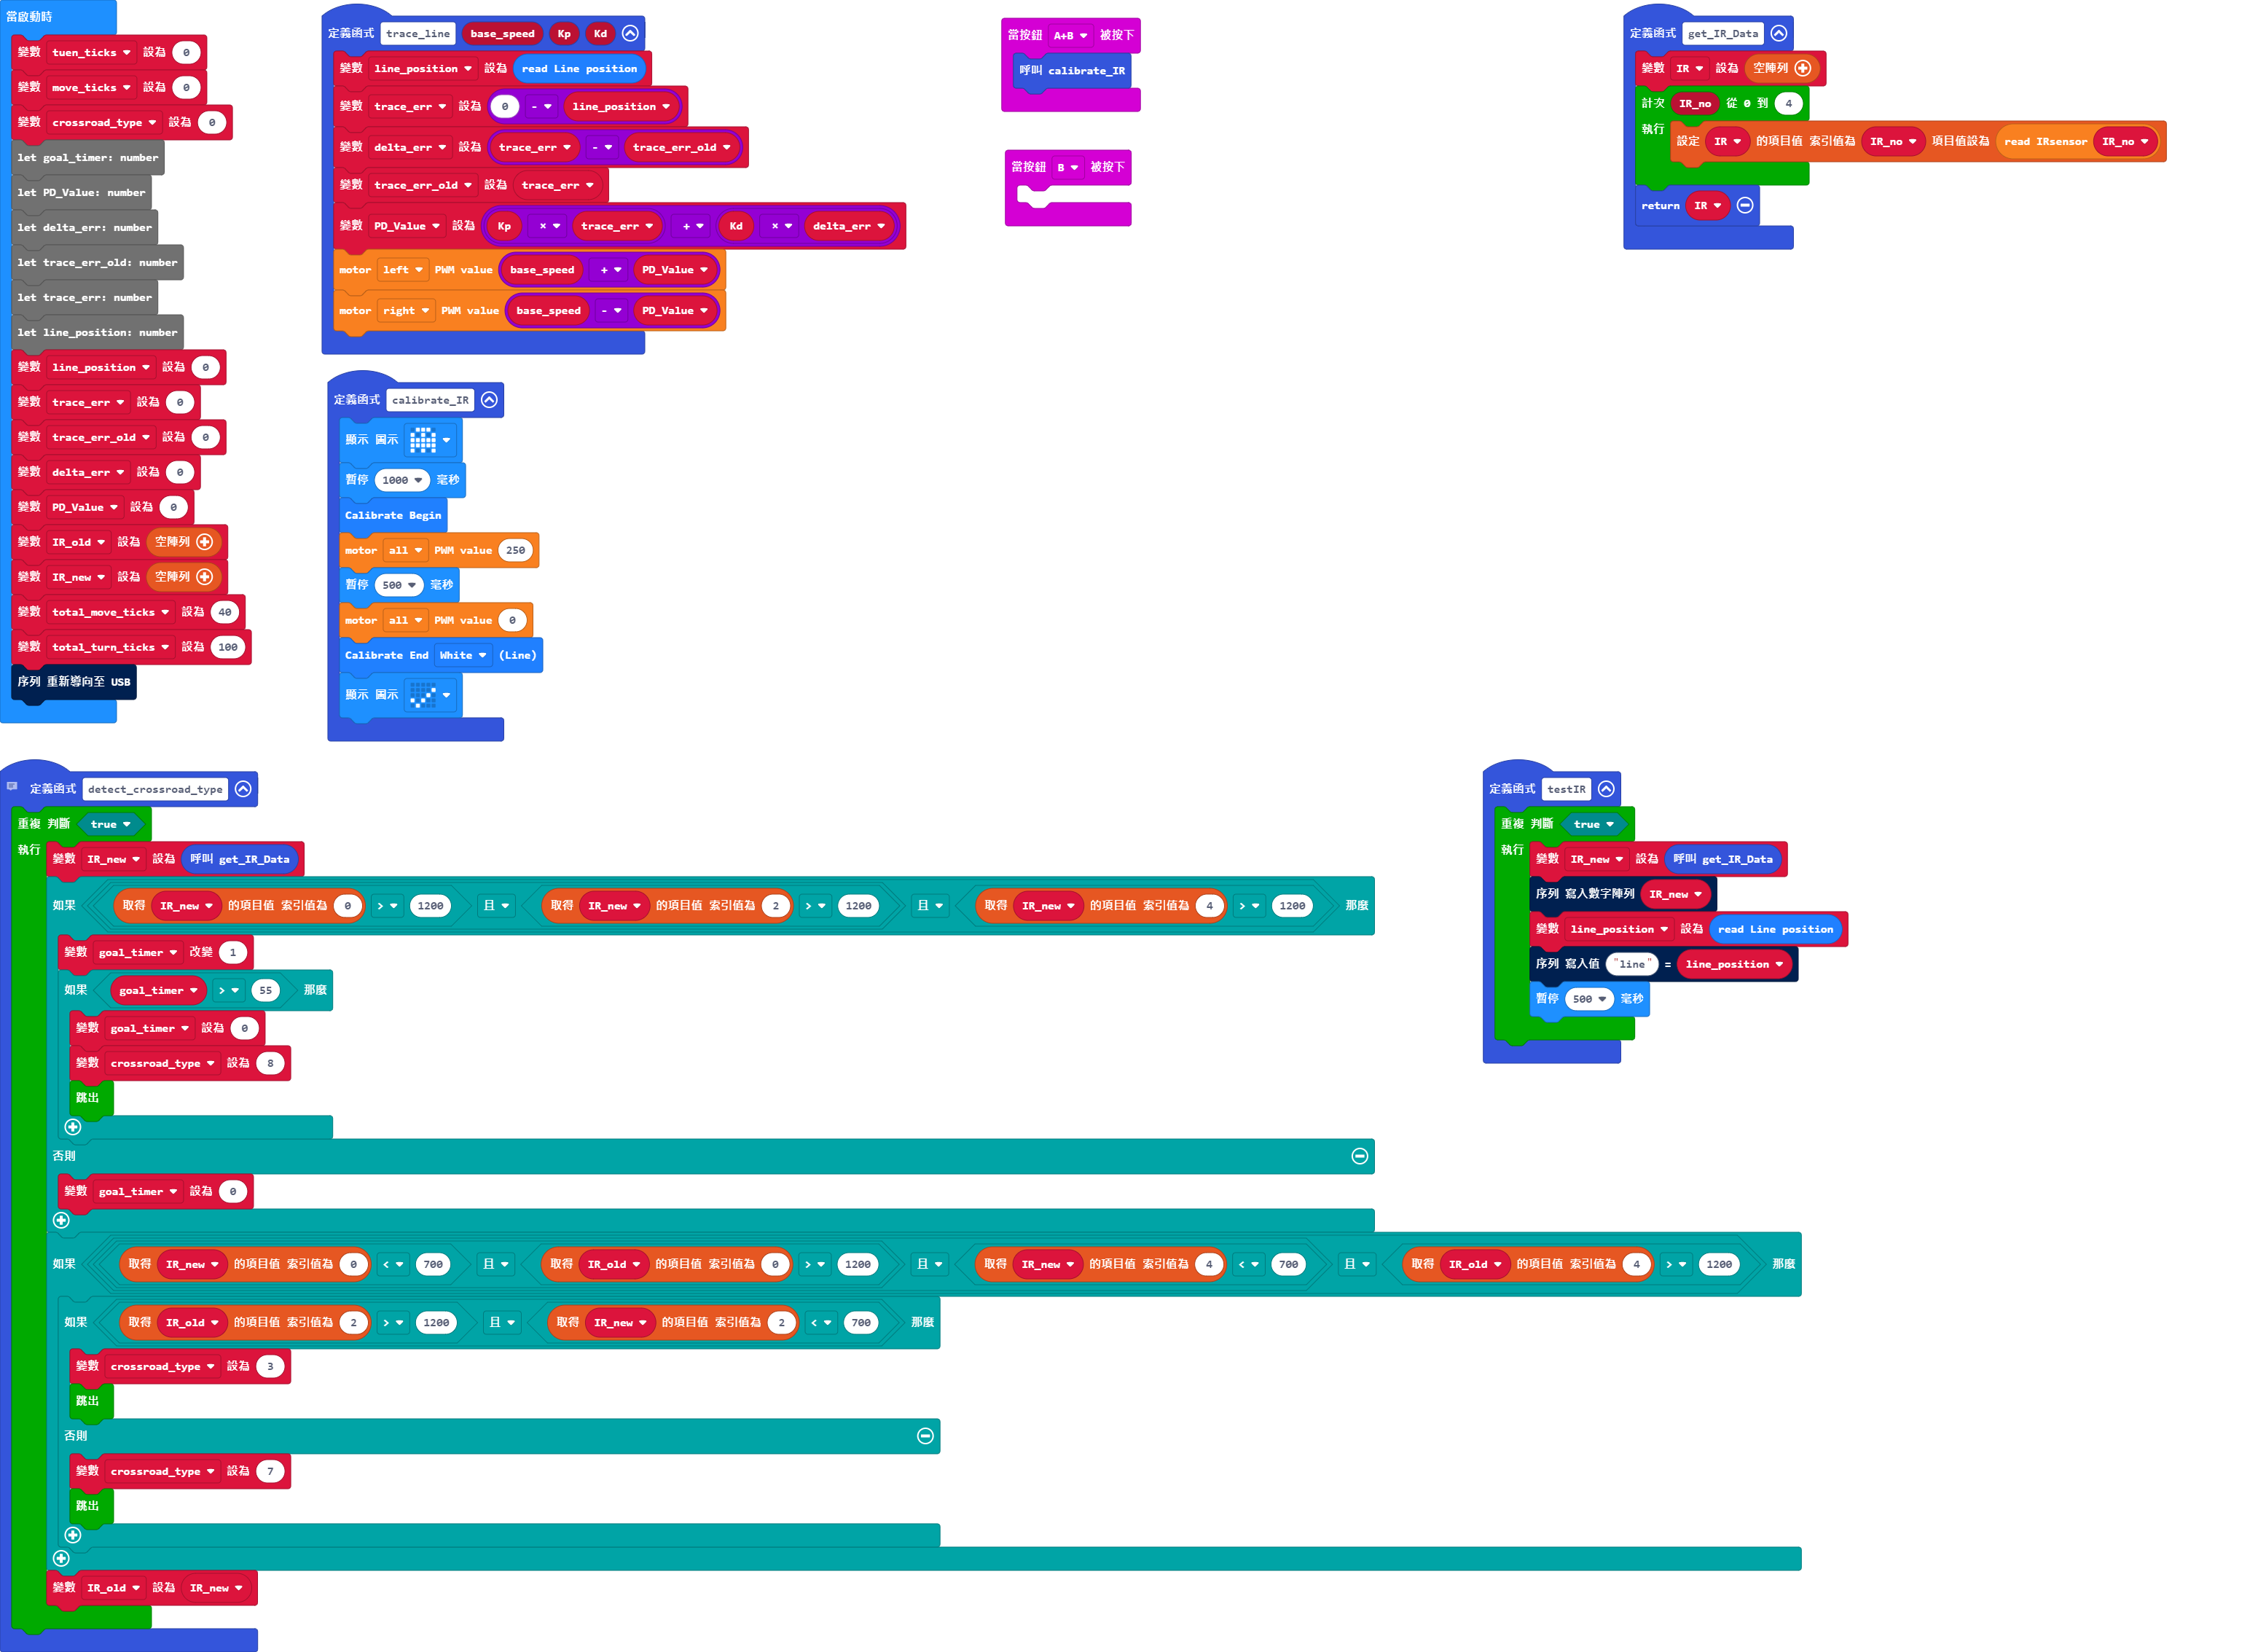 當啟動時
變數 tuen_ticks 設為 0
變數 move_ticks 設為 0
變數 crossroad_type 設為 0
let goal_timer: number
let PD_Value: number
let delta_err: number
let trace_err_old: number
let trace_err: number
let line_position: number
變數 line_position 設為 0
變數 trace_err 設為 0
變數 trace_err_old 設為 0
變數 delta_err 設為 0
變數 PD_Value 設為 0
變數 IR_old 設為 空陣列
變數 IR_new 設為 空陣列
變數 total_move_ticks 設為 40
變數 total_turn_ticks 設為 100
序列 重新導向至 USB
定義函式 trace_line base_speed Kp Kd
變數 line_position 設為 read Line position
變數 trace_err 設為 0 - line_position
變數 delta_err 設為 trace_err - trace_err_old
變數 trace_err_old 設為 trace_err
變數 PD_Value 設為 Kp × trace_err + Kd × delta_err
motor left PWM value base_speed + PD_Value
motor right PWM value base_speed - PD_Value
定義函式 calibrate_IR
顯示 圖示
暫停 1000 毫秒
Calibrate Begin
motor all PWM value 250
暫停 500 毫秒
motor all PWM value 0
Calibrate End White (Line)
顯示 圖示
當按鈕 A+B 被按下
呼叫 calibrate_IR
當按鈕 B 被按下
定義函式 get_IR_Data
變數 IR 設為 空陣列
計次 IR_no 從 0 到 4
執行 設定 IR 的項目值 索引值為 IR_no 項目值設為 read IRsensor IR_no
return IR
定義函式 detect_crossroad_type
重複 判斷 true
執行 變數 IR_new 設為 呼叫 get_IR_Data
如果 取得 IR_new 的項目值 索引值為 0 > 1200 且 取得 IR_new 的項目值 索引值為 2 > 1200 且 取得 IR_new 的項目值 索引值為 4 > 1200 那麼
變數 goal_timer 改變 1
如果 goal_timer > 55 那麼
變數 goal_timer 設為 0
變數 crossroad_type 設為 8
跳出
否則
變數 goal_timer 設為 0
如果 取得 IR_new 的項目值 索引值為 0 < 700 且 取得 IR_old 的項目值 索引值為 0 > 1200 且 取得 IR_new 的項目值 索引值為 4 < 700 且 取得 IR_old 的項目值 索引值為 4 > 1200 那麼
如果 取得 IR_old 的項目值 索引值為 2 > 1200 且 取得 IR_new 的項目值 索引值為 2 < 700 那麼
變數 crossroad_type 設為 3
跳出
否則
變數 crossroad_type 設為 7
跳出
變數 IR_old 設為 IR_new
定義函式 testIR
重複 判斷 true
執行 變數 IR_new 設為 呼叫 get_IR_Data
序列 寫入數字陣列 IR_new
變數 line_position 設為 read Line position
序列 寫入值 "line" = line_position
暫停 500 毫秒